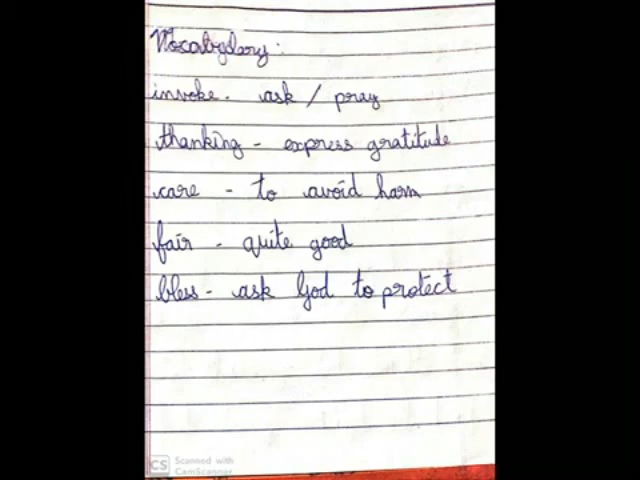 Vocabulary:
invoke - ask / pray
thanking - express gratitude
care - to avoid harm
fair - quite good
bless - ask God to protect
CS Scanned with
CamScanner